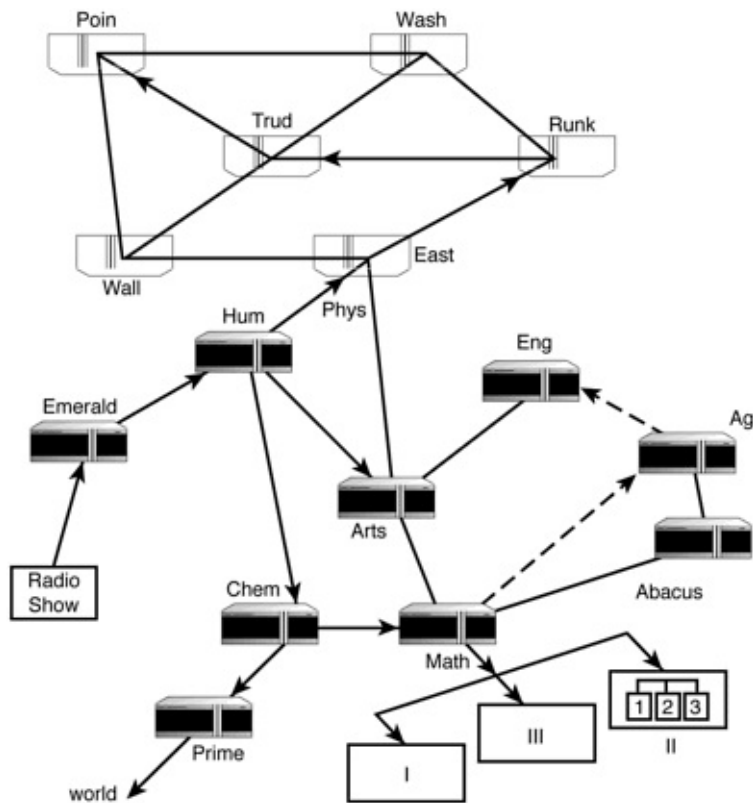 Poin
Wash
Trud
Runk
Wall
East
Phys
Hum
Eng
Emerald
Ag
Arts
Radio
Show
Chem
Abacus
Math
1 2 3
Prime
III
II
I
world